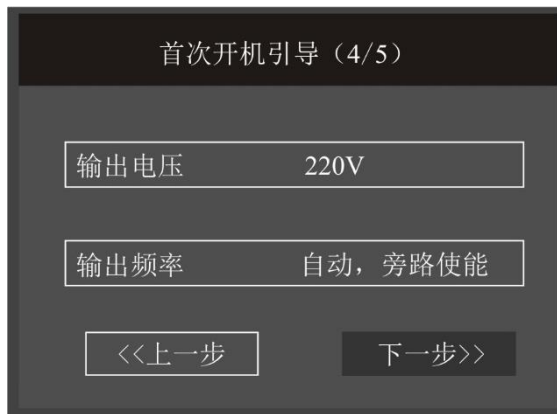 首次开机引导（4/5）
输出电压 220V
输出频率 自动，旁路使能
<<上一步 下一步>>